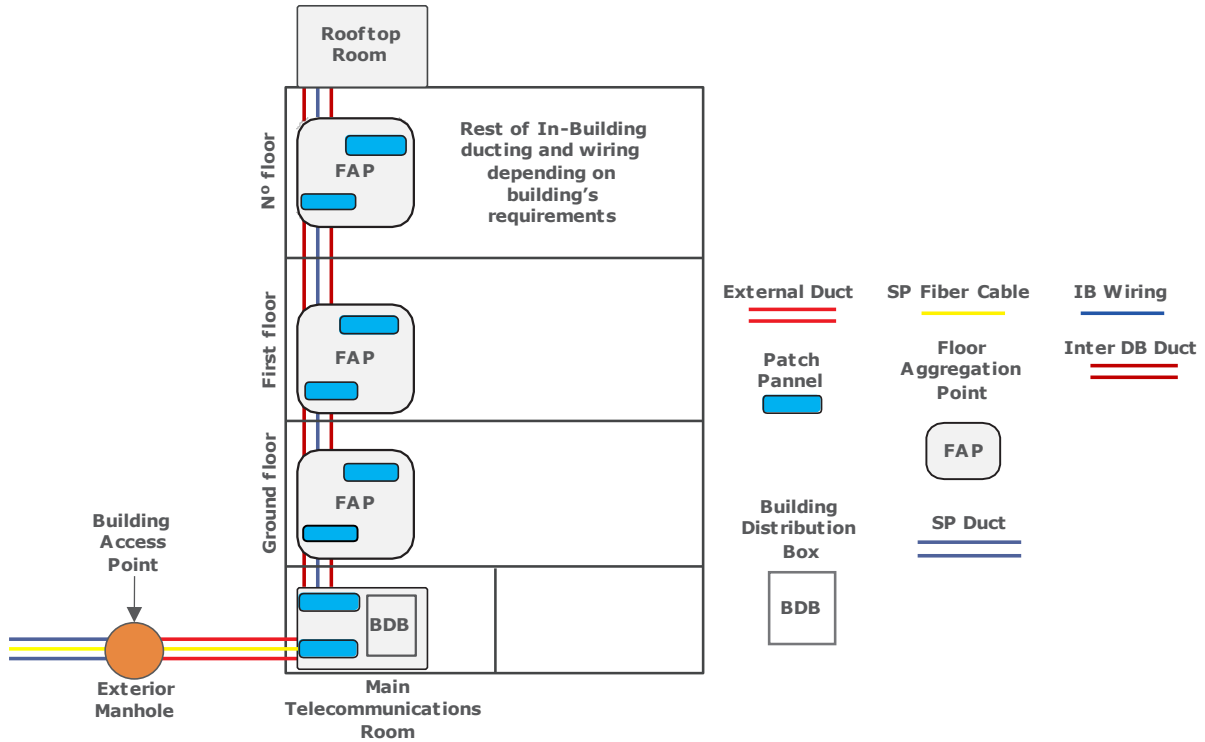 Rooftop
Room
Nº floor
FAP
Rest of In-Building
ducting and wiring
depending on
building’s
requirements
First floor
FAP
Ground floor
FAP
Building
Access
Point
Exterior
Manhole
BDB
Main
Telecommunications
Room
External Duct
SP Fiber Cable
IB Wiring
Patch
Pannel
Floor
Aggregation
Point
FAP
Inter DB Duct
Building
Distribution
Box
BDB
SP Duct